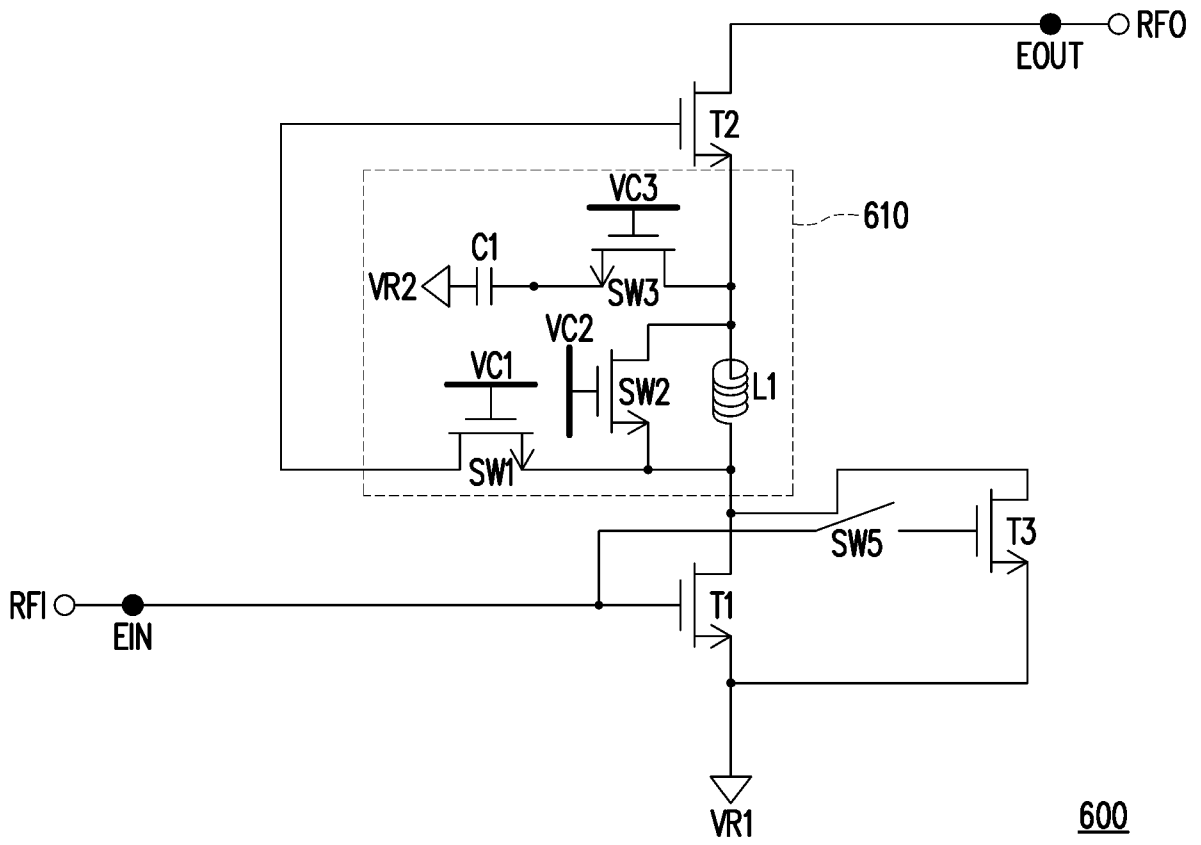 RFO
EOUT
T2
VC3
610
C1
VR2
SW3
VC2
VC1
SW2
L1
SW1
T3
SW5
RFI
T1
EIN
VR1
600